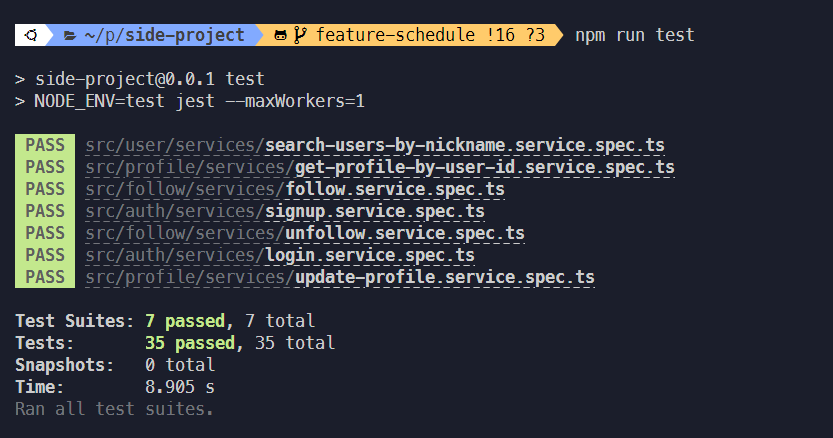 ~/p/side-project feature-schedule !16 ?3 npm run test
> side-project@0.0.1 test
> NODE_ENV=test jest --maxWorkers=1
PASS src/user/services/search-users-by-nickname.service.spec.ts
PASS src/profile/services/get-profile-by-user-id.service.spec.ts
PASS src/follow/services/follow.service.spec.ts
PASS src/auth/services/signup.service.spec.ts
PASS src/follow/services/unfollow.service.spec.ts
PASS src/auth/services/login.service.spec.ts
PASS src/profile/services/update-profile.service.spec.ts
Test Suites: 7 passed, 7 total
Tests: 35 passed, 35 total
Snapshots: 0 total
Time: 8.905 s
Ran all test suites.